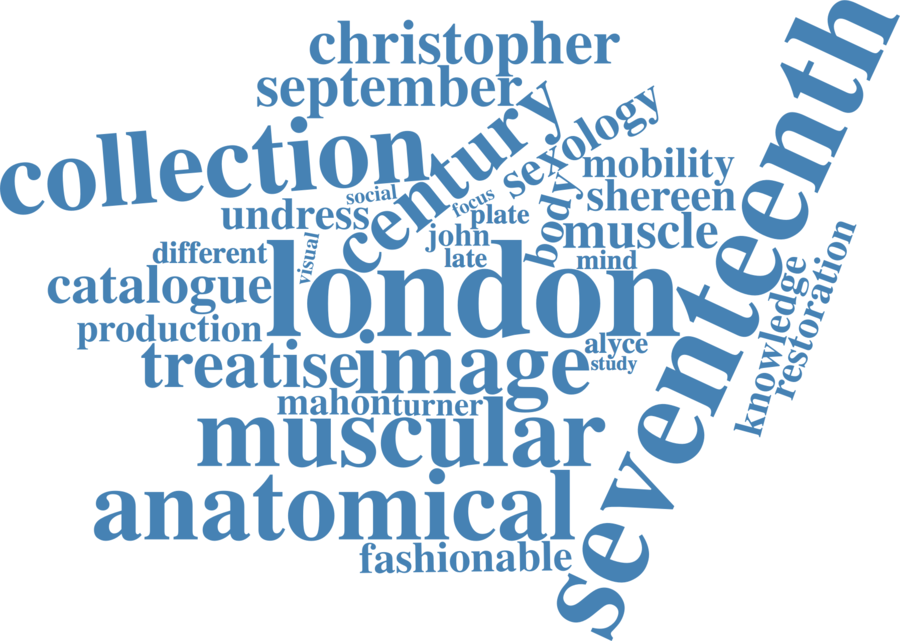 christopher
september
collection
century
sexology
seventeenth
mobility
social
focus
shereen
undress
plate
body
john
muscle
different
visual
late
mind
catalogue
london
knowledge
restoration
production
treatise
image
alyce
study
mahon
turner
muscular
anatomical
fashionable